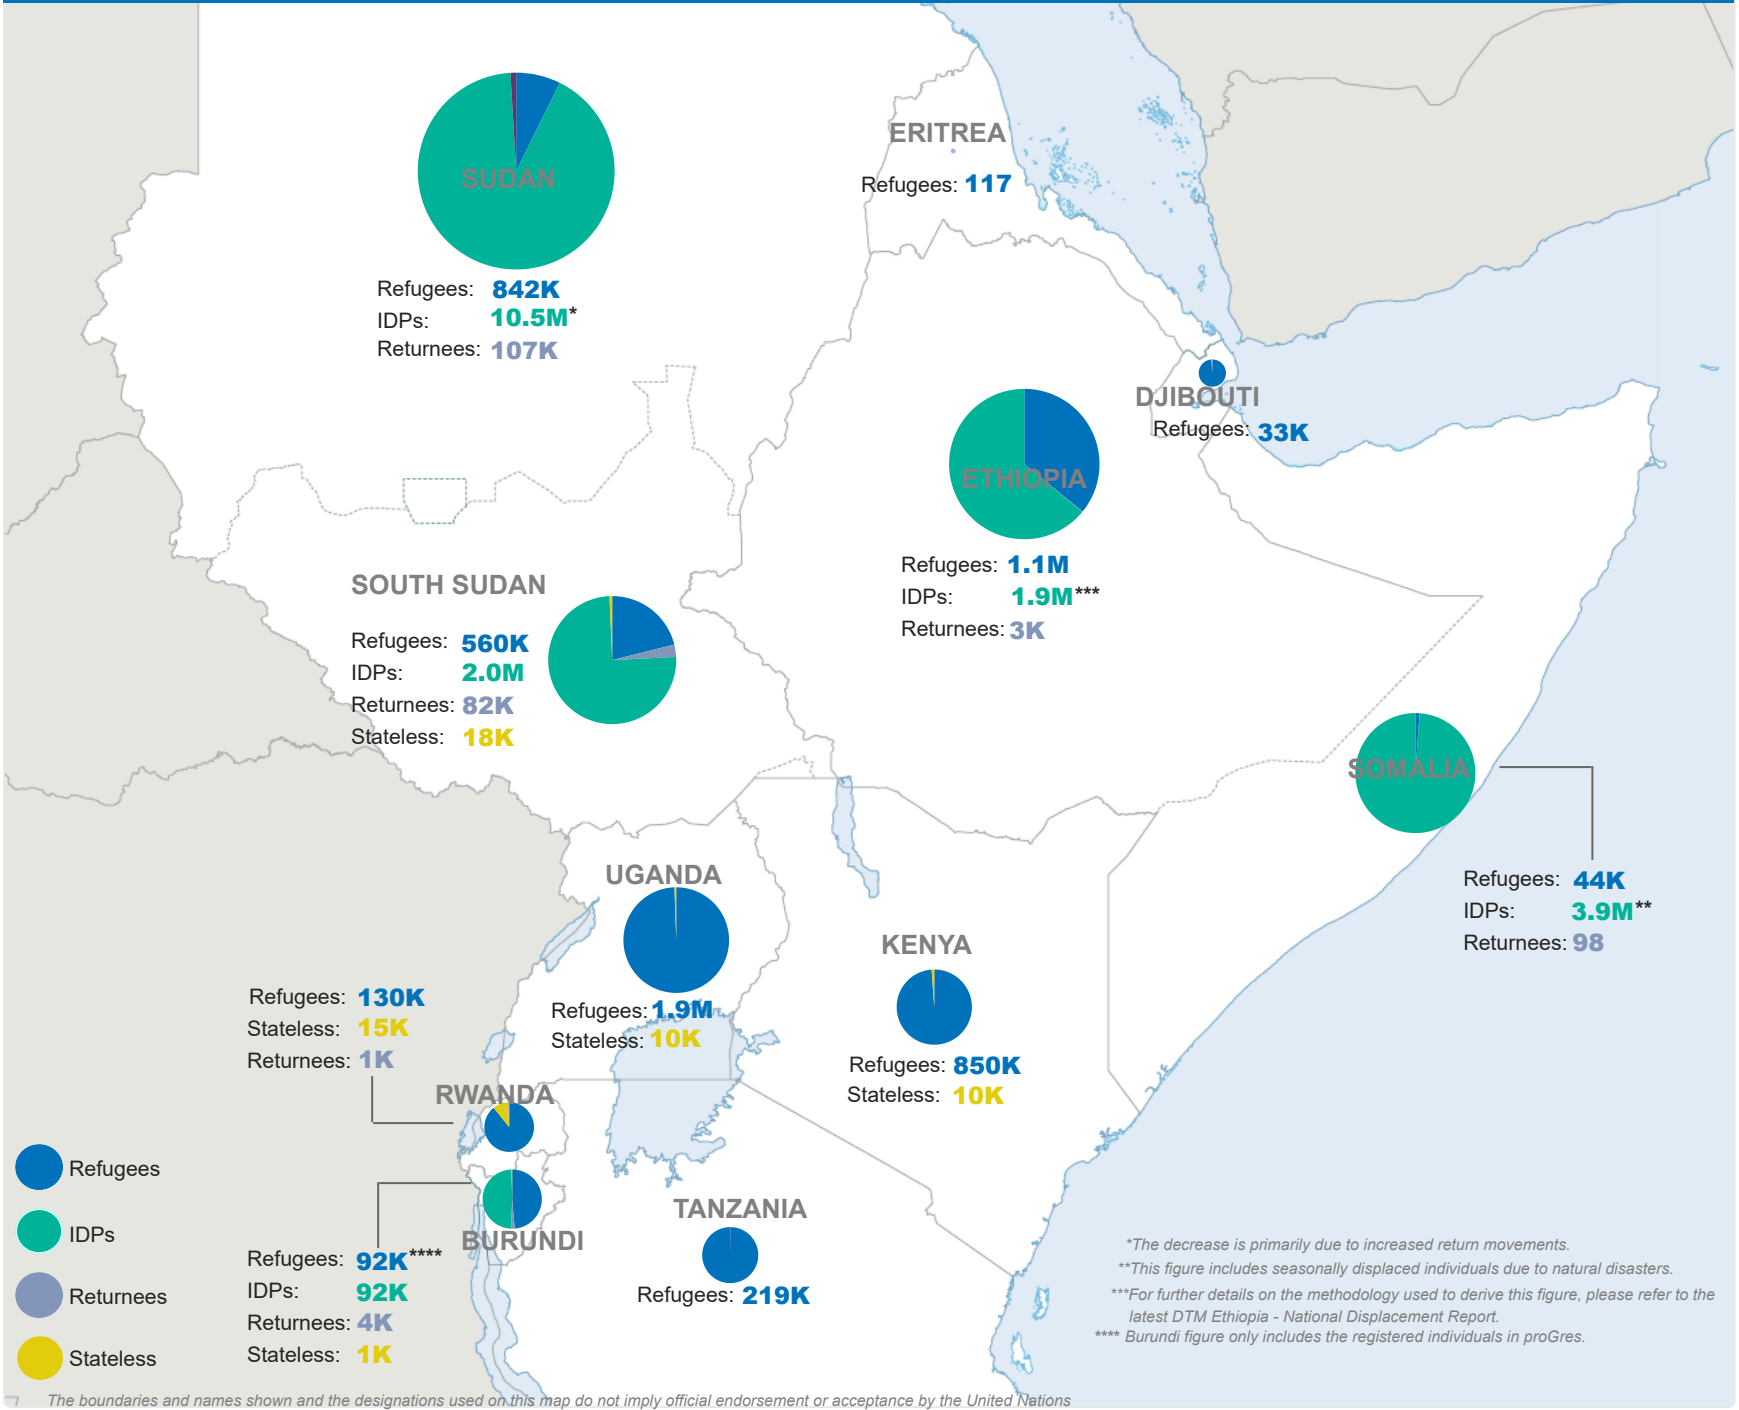 SUDAN
Refugees: 842K
IDPs: 10.5M*
Returnees: 107K
ERITREA
Refugees: 117
DJIBOUTI
Refugees: 33K
ETHIOPIA
Refugees: 1.1M
IDPs: 1.9M***
Returnees: 3K
SOUTH SUDAN
Refugees: 560K
IDPs: 2.0M
Returnees: 82K
Stateless: 18K
SOMALIA
Refugees: 44K
IDPs: 3.9M**
Returnees: 98
UGANDA
Refugees: 1.9M
Stateless: 10K
KENYA
Refugees: 850K
Stateless: 10K
Refugees: 130K
Stateless: 15K
Returnees: 1K
RWANDA
BURUNDI
Refugees: 92K****
IDPs: 92K
Returnees: 4K
Stateless: 1K
TANZANIA
Refugees: 219K
Refugees
IDPs
Returnees
Stateless
*The decrease is primarily due to increased return movements.
**This figure includes seasonally displaced individuals due to natural disasters.
***For further details on the methodology used to derive this figure, please refer to the
latest DTM Ethiopia - National Displacement Report.
**** Burundi figure only includes the registered individuals in proGres.
The boundaries and names shown and the designations used on this map do not imply official endorsement or acceptance by the United Nations